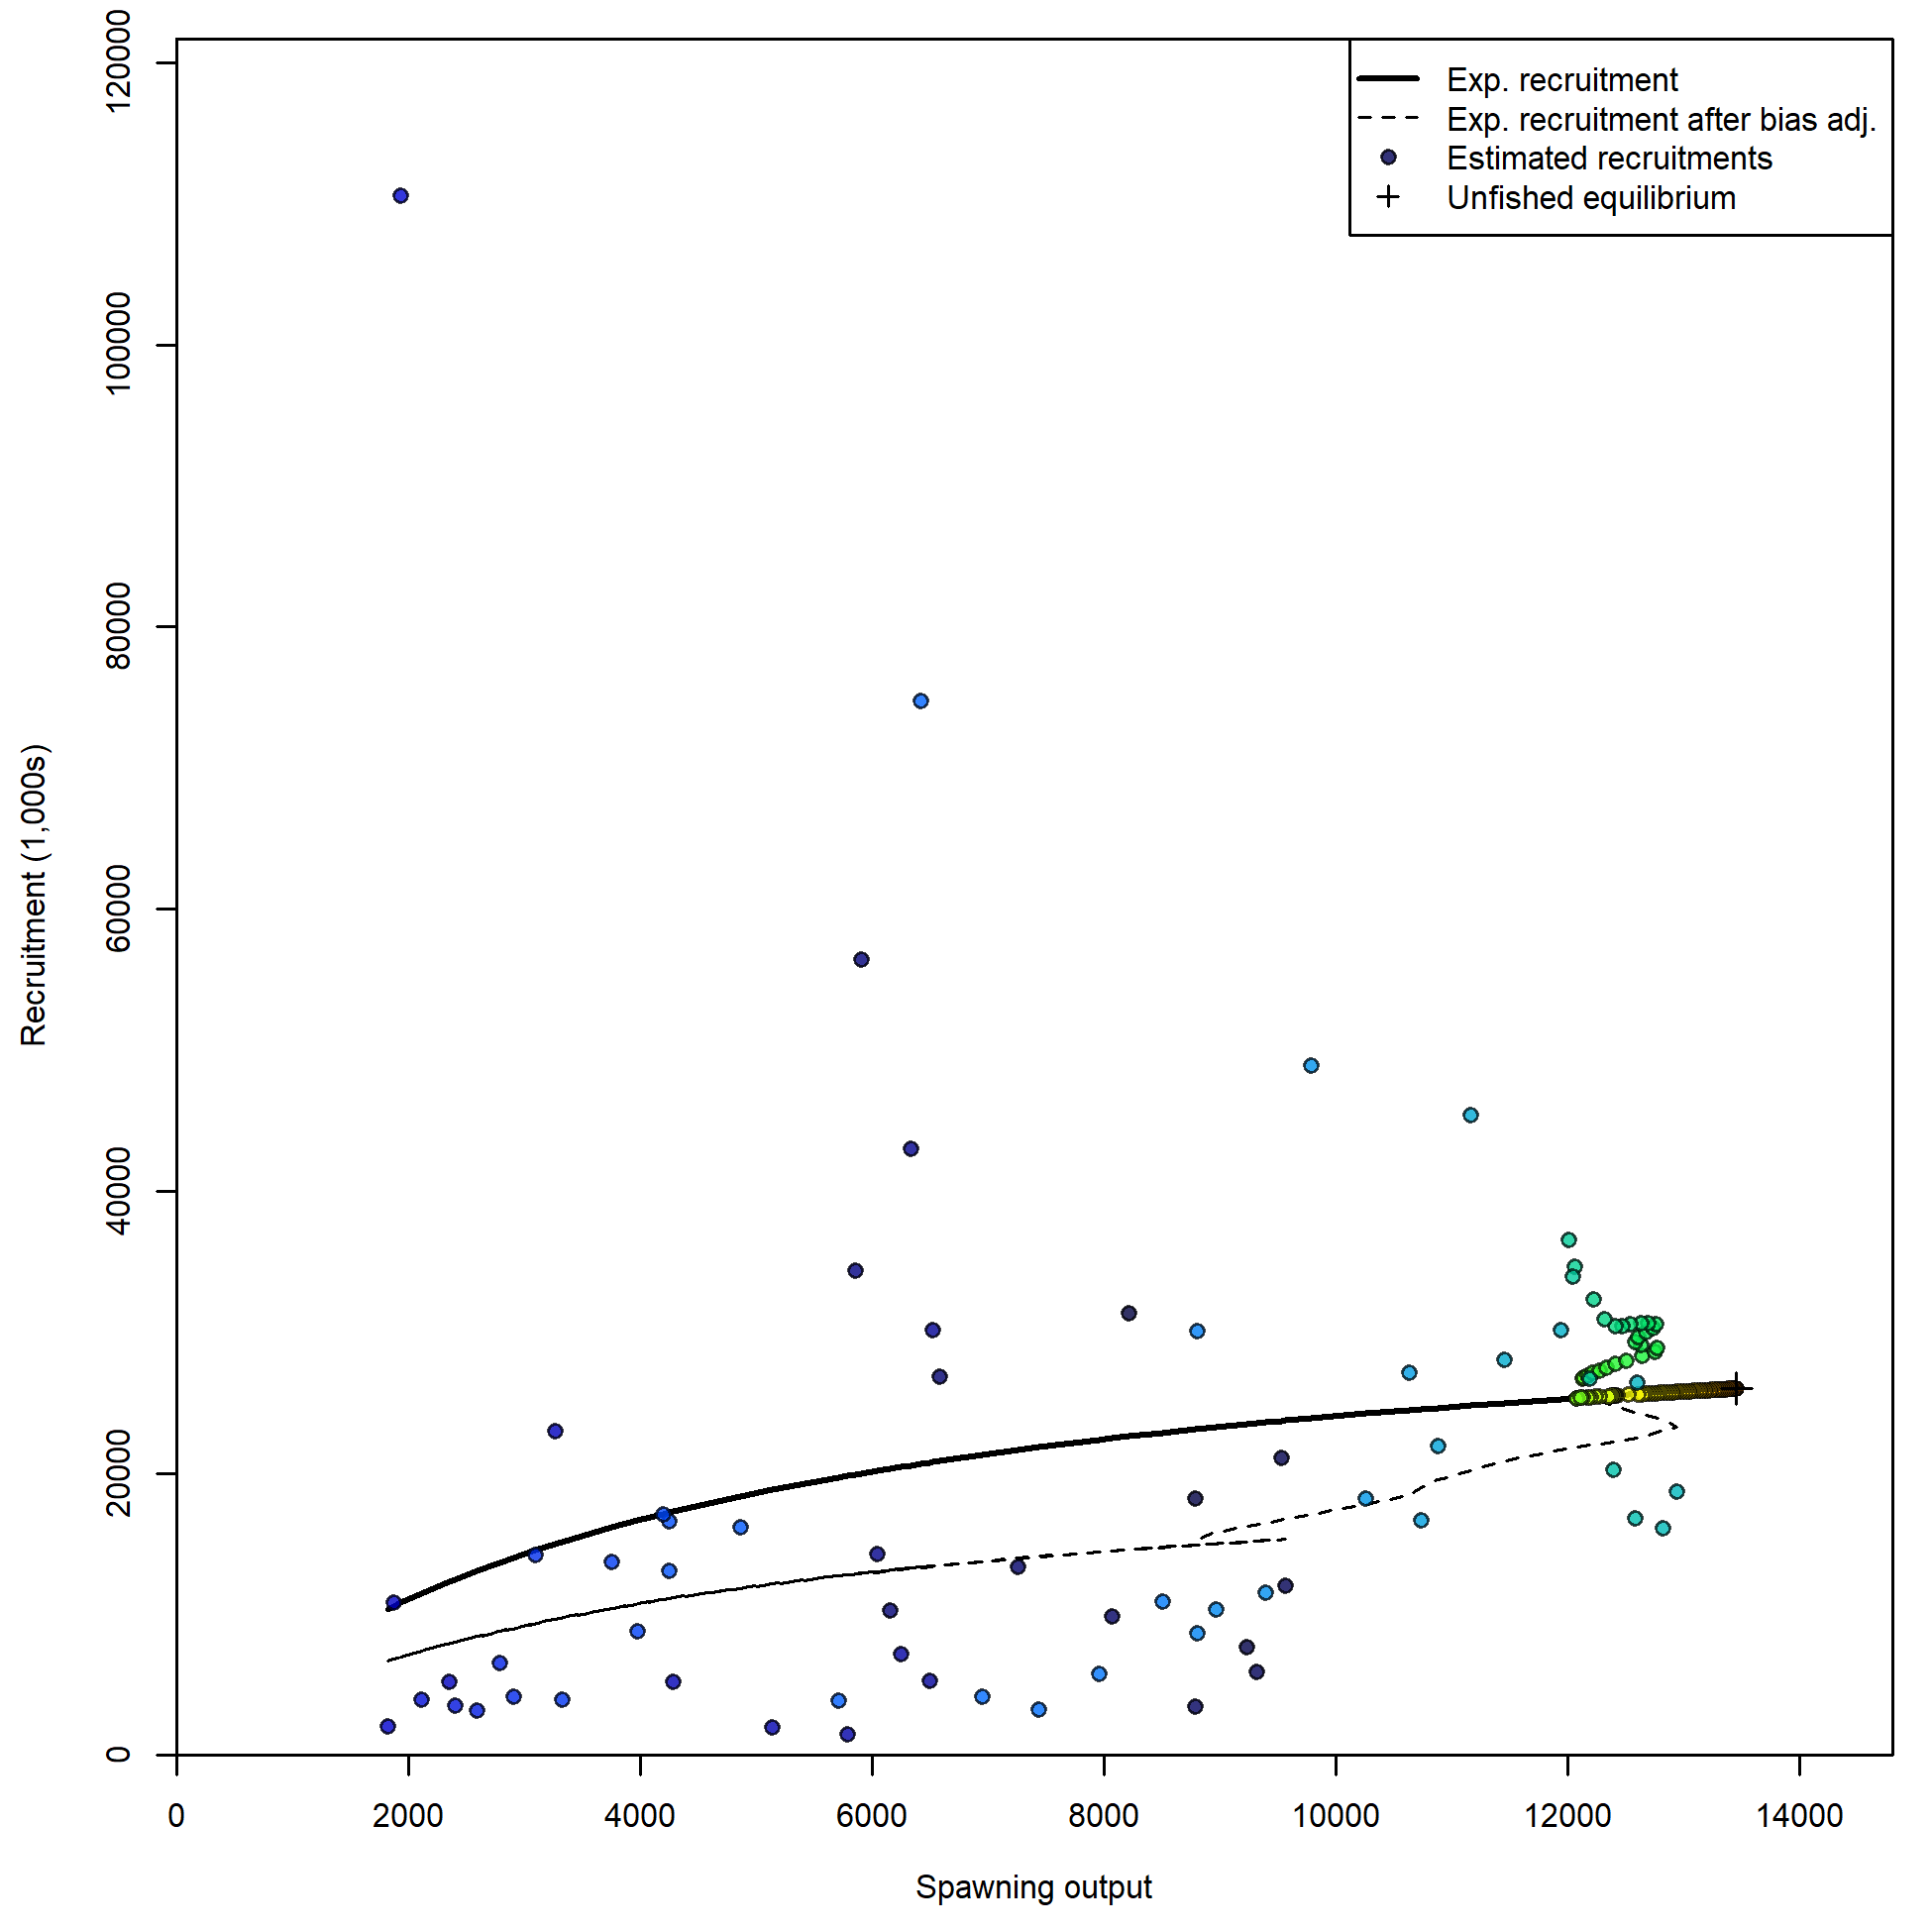 Exp. recruitment
Exp. recruitment after bias adj.
Estimated recruitments
Unfished equilibrium
120000
100000
80000
60000
40000
20000
0
Recruitment (1,000s)
0 2000 4000 6000 8000 10000 12000 14000
Spawning output